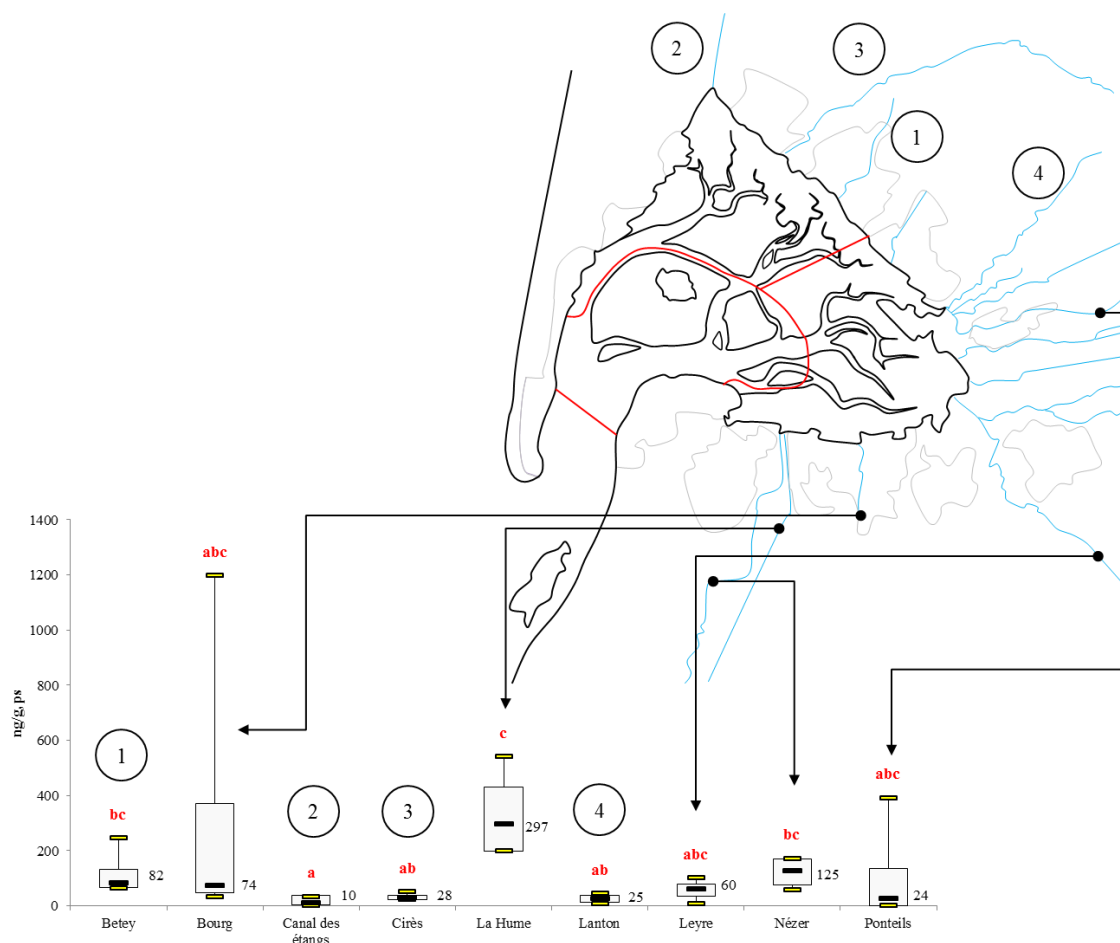 2
3
1
4
1400
1200
1000
800
600
400
200
0
ng/g, ps
1
2
3
4
bc
abc
a
ab
c
ab
abc
bc
abc
82
74
10
28
297
25
60
125
24
Betey
Bourg
Canal des
étangs
Cirès
La Hume
Lanton
Leyre
Nézer
Ponteils